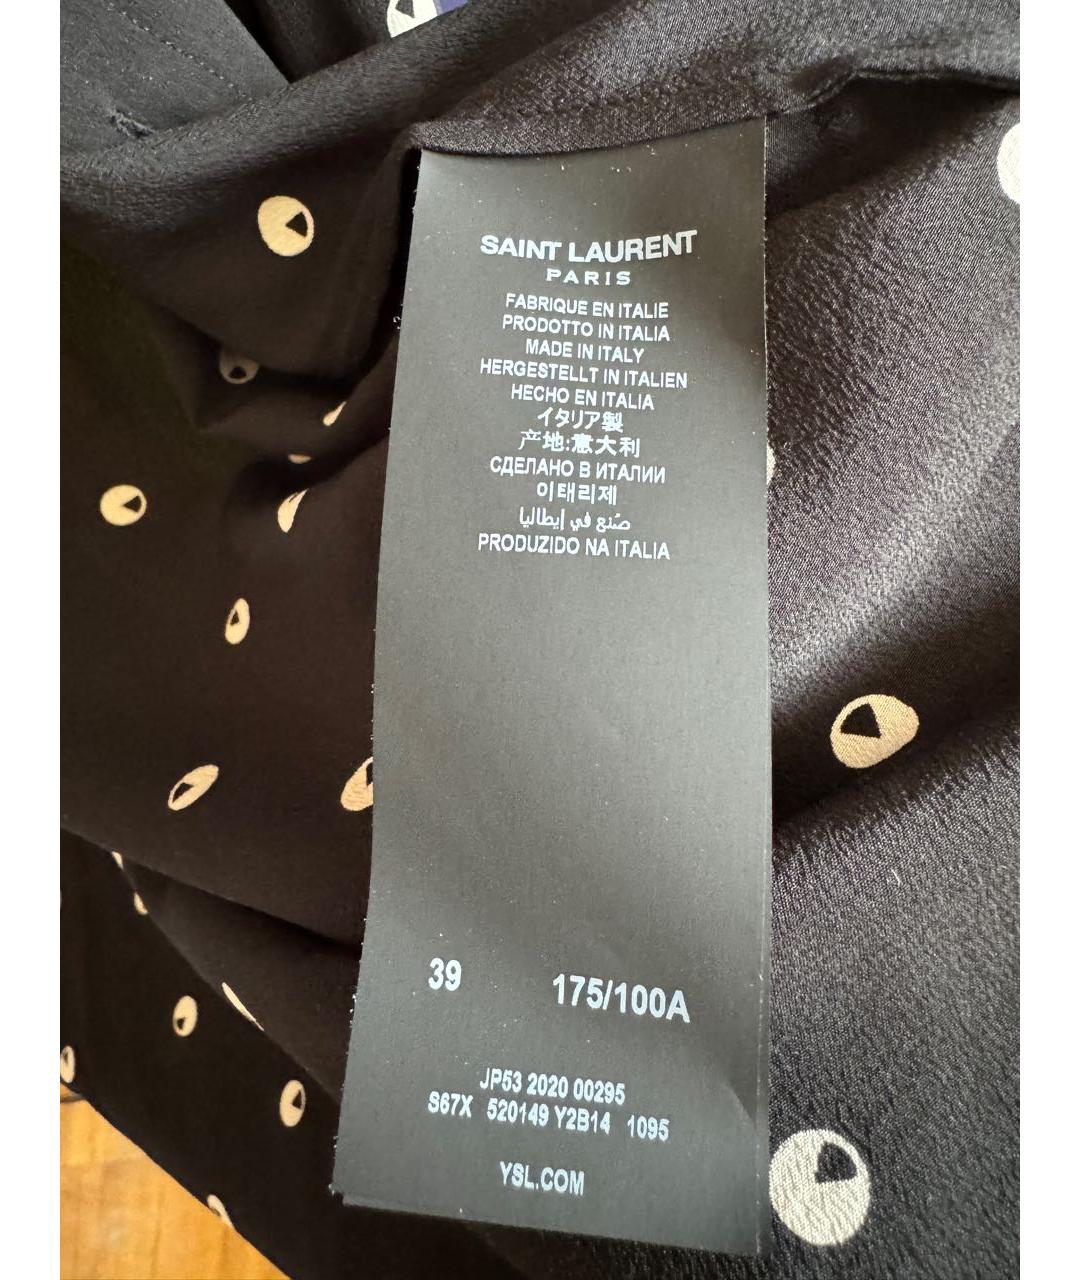 SAINT LAURENT
PARIS
FABRIQUE EN ITALIE
PRODOTTO IN ITALIA
MADE IN ITALY
HERGESTELLT IN ITALIEN
HECHO EN ITALIA
イタリア製
产地:意大利
СДЕЛАНО В ИТАЛИИ
이태리제
صُنع في إيطاليا
PRODUZIDO NA ITALIA
39 175/100A
JP53 2020 00295
S67X 520149 Y2B14 1095
YSL.COM